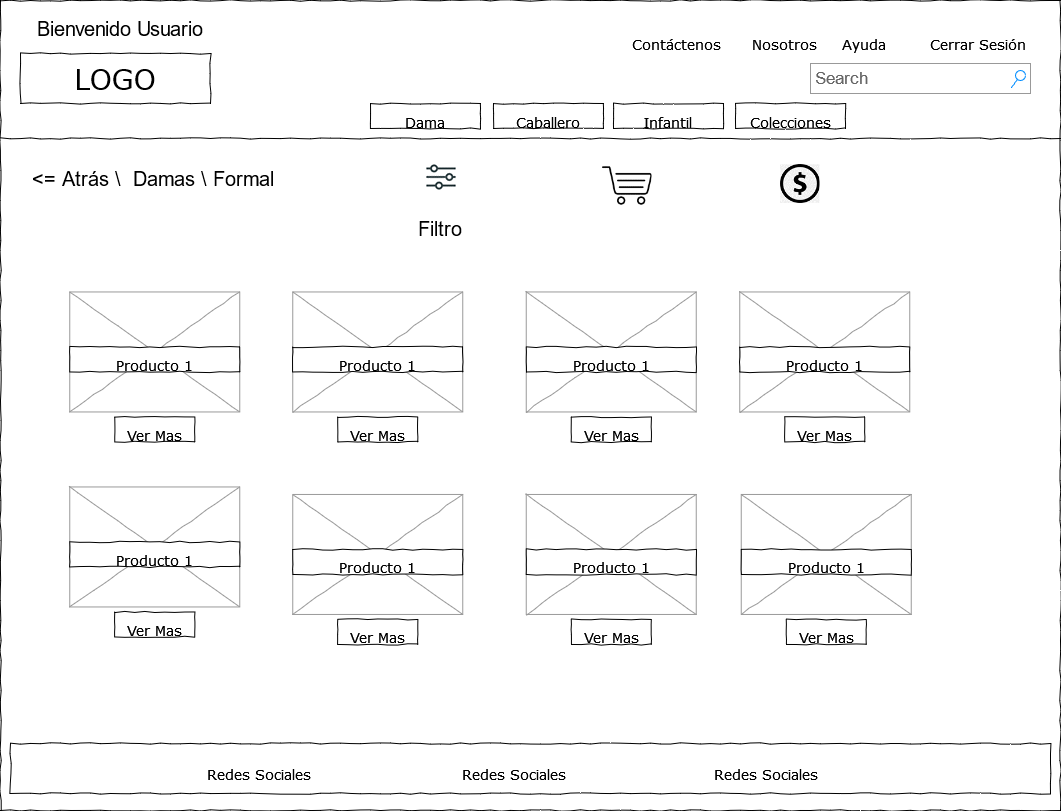 Bienvenido Usuario
Contáctenos Nosotros Ayuda Cerrar Sesión
LOGO
Search
Dama Caballero Infantil Colecciones
<= Atrás \ Damas \ Formal
$
Filtro
Producto 1 Producto 1 Producto 1 Producto 1
Ver Mas Ver Mas Ver Mas Ver Mas
Producto 1 Producto 1 Producto 1 Producto 1
Ver Mas Ver Mas Ver Mas Ver Mas
Redes Sociales Redes Sociales Redes Sociales